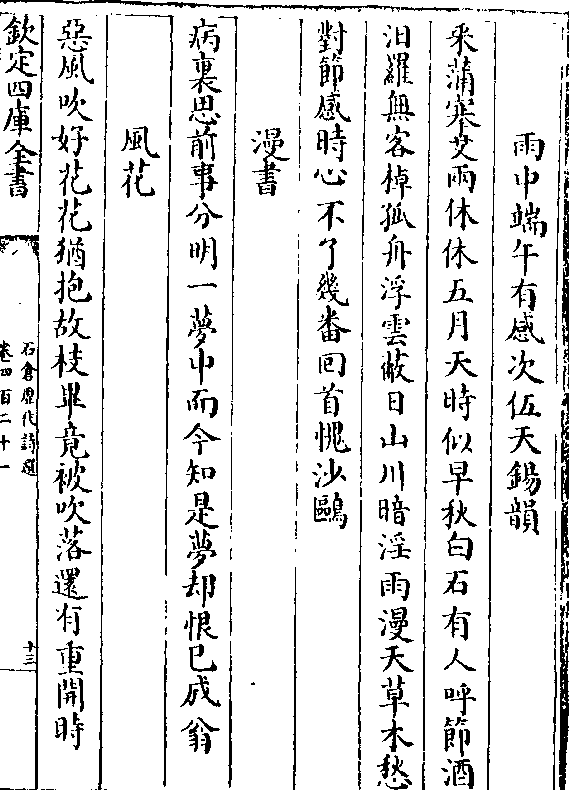 雨中端午有感次伍天錫韻
采蒲寒艾雨休休五月天時似早秋白石有人呼節酒
汨羅無客棹孤舟浮雲蔽日山川暗淫雨漫天草木愁
對節感時心不了幾番回首愧沙鷗
漫書
病裏思前事分明一夢中而今知是夢却恨已成翁
風花
惡風吹好花花猶抱故枝畢竟被吹落還有重開時
欽定四庫全書
石倉歷代詩選
卷四百二十一
十三